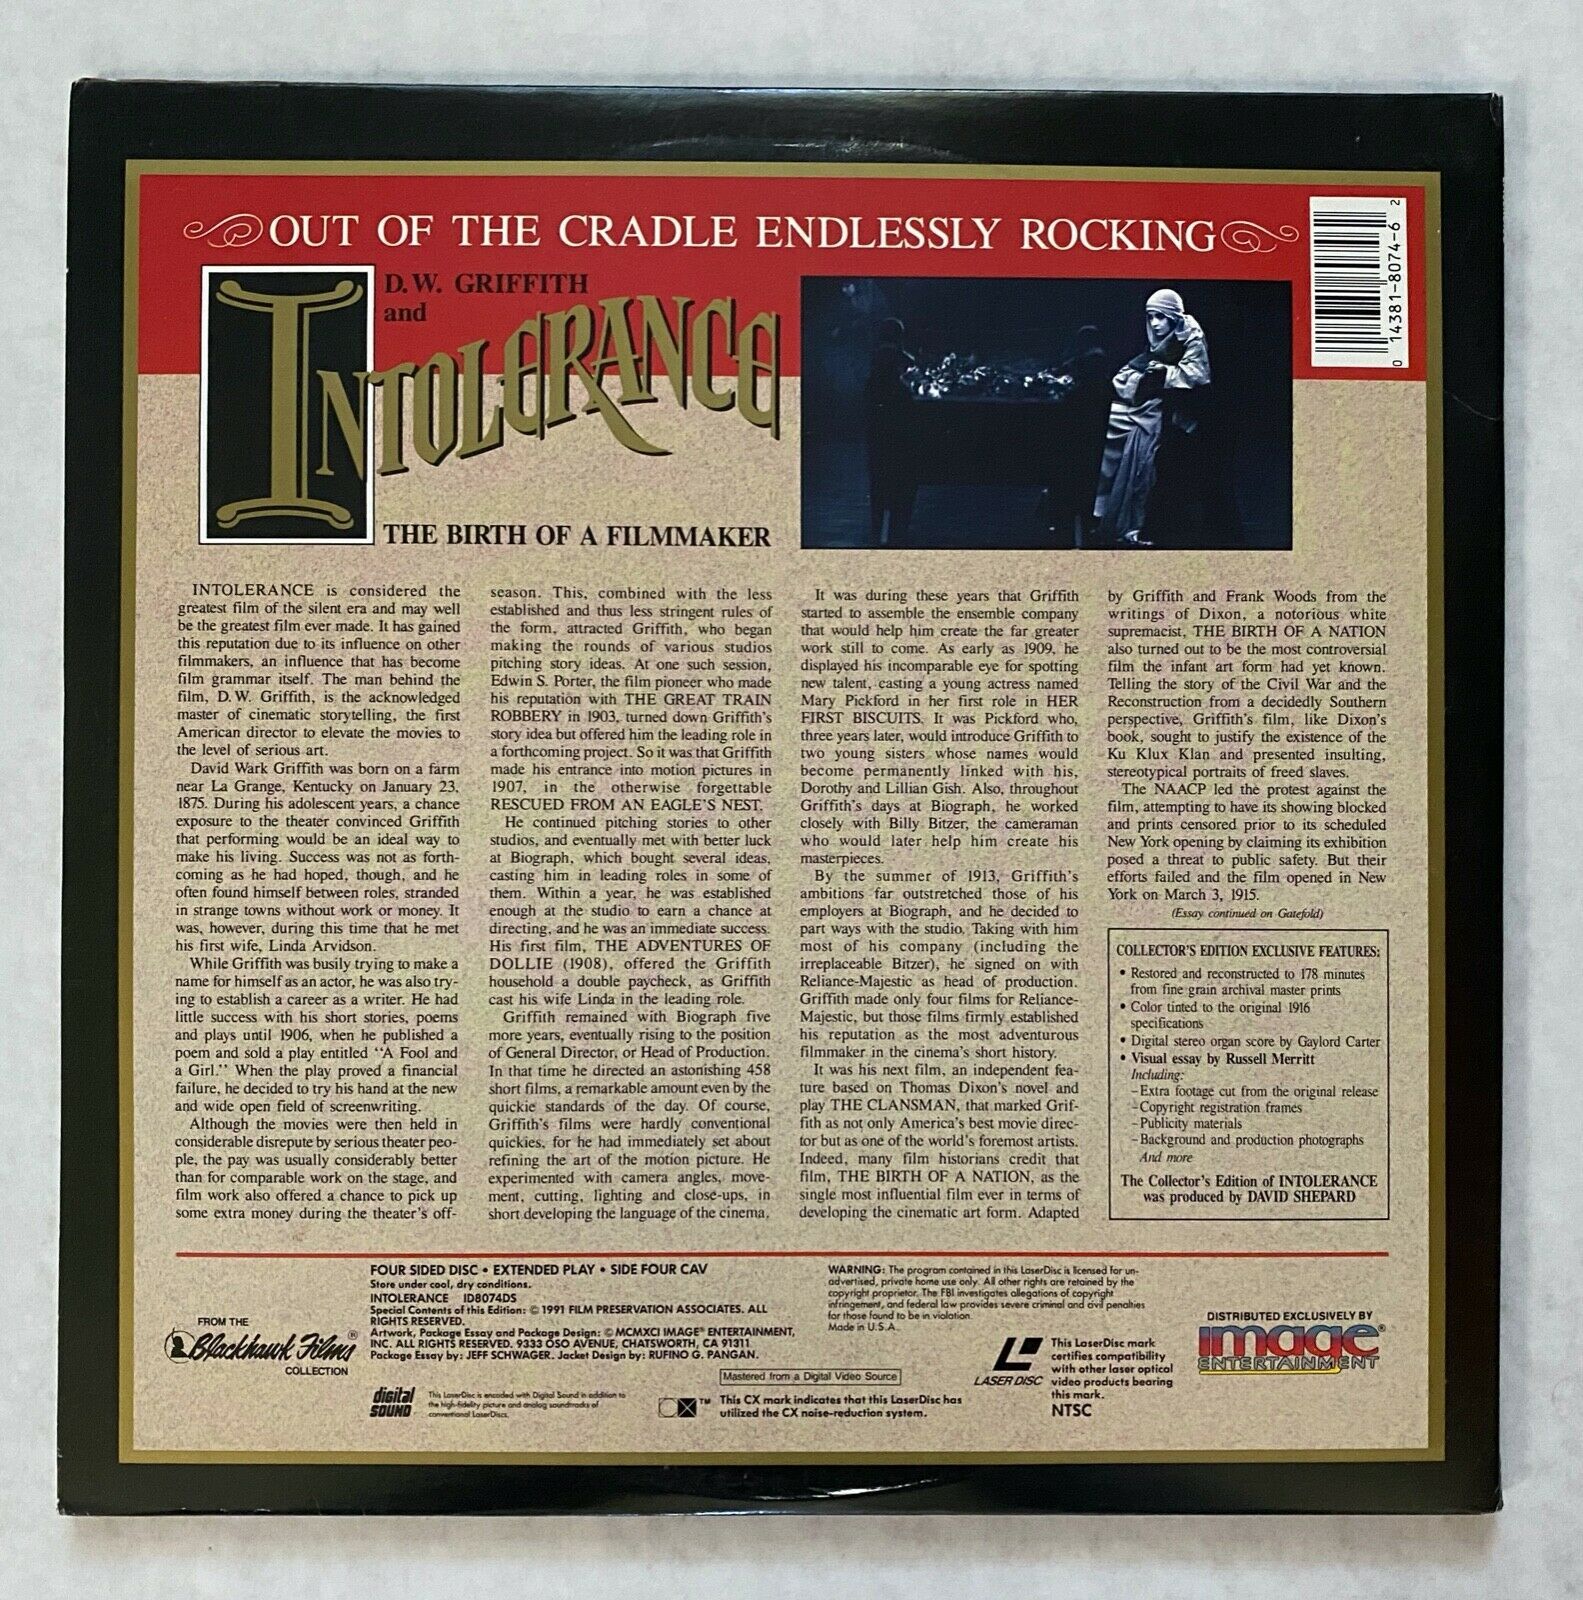 OUT OF THE CRADLE ENDLESSLY ROCKING
0 14381-8074-6 2
D.W. GRIFFITH
and
INTOLERANCE
THE BIRTH OF A FILMMAKER
INTOLERANCE is considered the
greatest film of the silent era and may well
be the greatest film ever made. It has gained
this reputation due to its influence on other
filmmakers, an influence that has become
film grammar itself. The man behind the
film, D.W. Griffith, is the acknowledged
master of cinematic storytelling, the first
American director to elevate the movies to
the level of serious art.
David Wark Griffith was born on a farm
near La Grange, Kentucky on January 23,
1875. During his adolescent years, a chance
exposure to the theater convinced Griffith
that performing would be an ideal way to
make his living. Success was not as forth-
coming as he had hoped, though, and he
often found himself between roles, stranded
in strange towns without work or money. It
was, however, during this time that he met
his first wife, Linda Arvidson.
While Griffith was busily trying to make a
name for himself as an actor, he was also try-
ing to establish a career as a writer. He had
little success with his short stories, poems
and plays until 1906, when he published a
poem and sold a play entitled "A Fool and
a Girl." When the play proved a financial
failure, he decided to try his hand at the new
and wide open field of screenwriting.
Although the movies were then held in
considerable disrepute by serious theater peo-
ple, the pay was usually considerably better
than for comparable work on the stage, and
film work also offered a chance to pick up
some extra money during the theater's off-
season. This, combined with the less
established and thus less stringent rules of
the form, attracted Griffith, who began
making the rounds of various studios
pitching story ideas. At one such session,
Edwin S. Porter, the film pioneer who made
his reputation with THE GREAT TRAIN
ROBBERY in 1903, turned down Griffith's
story idea but offered him the leading role in
a forthcoming project. So it was that Griffith
made his entrance into motion pictures in
1907, in the otherwise forgettable
RESCUED FROM AN EAGLE'S NEST.
He continued pitching stories to other
studios, and eventually met with better luck
at Biograph, which bought several ideas,
casting him in leading roles in some of
them. Within a year, he was established
enough at the studio to earn a chance at
directing, and he was an immediate success.
His first film, THE ADVENTURES OF
DOLLIE (1908), offered the Griffith
household a double paycheck, as Griffith
cast his wife Linda in the leading role.
Griffith remained with Biograph five
more years, eventually rising to the position
of General Director, or Head of Production.
In that time he directed an astonishing 458
short films, a remarkable amount even by the
quickie standards of the day. Of course,
Griffith's films were hardly conventional
quickies, for he had immediately set about
refining the art of the motion picture. He
experimented with camera angles, move-
ment, cutting, lighting and close-ups, in
short developing the language of the cinema.
It was during these years that Griffith
started to assemble the ensemble company
that would help him create the far greater
work still to come. As early as 1909, he
displayed his incomparable eye for spotting
new talent, casting a young actress named
Mary Pickford in her first role in HER
FIRST BISCUITS. It was Pickford who,
three years later, would introduce Griffith to
two young sisters whose names would
become permanently linked with his,
Dorothy and Lillian Gish. Also, throughout
Griffith's days at Biograph, he worked
closely with Billy Bitzer, the cameraman
who would later help him create his
masterpieces.
By the summer of 1913, Griffith's
ambitions far outstretched those of his
employers at Biograph, and he decided to
part ways with the studio. Taking with him
most of his company (including the
irreplaceable Bitzer), he signed on with
Reliance-Majestic as head of production.
Griffith made only four films for Reliance-
Majestic, but those films firmly established
his reputation as the most adventurous
filmmaker in the cinema's short history.
It was his next film, an independent fea-
ture based on Thomas Dixon's novel and
play THE CLANSMAN, that marked Grif-
fith as not only America's best movie direc-
tor but as one of the world's foremost artists.
Indeed, many film historians credit that
film, THE BIRTH OF A NATION, as the
single most influential film ever in terms of
developing the cinematic art form. Adapted
by Griffith and Frank Woods from the
writings of Dixon, a notorious white
supremacist, THE BIRTH OF A NATION
also turned out to be the most controversial
film the infant art form had yet known.
Telling the story of the Civil War and the
Reconstruction from a decidedly Southern
perspective, Griffith's film, like Dixon's
book, sought to justify the existence of the
Ku Klux Klan and presented insulting,
stereotypical portraits of freed slaves.
The NAACP led the protest against the
film, attempting to have its showing blocked
and prints censored prior to its scheduled
New York opening by claiming its exhibition
posed a threat to public safety. But their
efforts failed and the film opened in New
York on March 3, 1915.
(Essay continued on Gatefold)
COLLECTOR'S EDITION EXCLUSIVE FEATURES:
• Restored and reconstructed to 178 minutes
from fine grain archival master prints
• Color tinted to the original 1916
specifications
• Digital stereo organ score by Gaylord Carter
• Visual essay by Russell Merritt
Including:
– Extra footage cut from the original release
– Copyright registration frames
– Publicity materials
– Background and production photographs
And more
The Collector's Edition of INTOLERANCE
was produced by DAVID SHEPARD
FROM THE
Blackhawk Films®
COLLECTION
FOUR SIDED DISC • EXTENDED PLAY • SIDE FOUR CAV
Store under cool, dry conditions.
INTOLERANCE ID8074DS
Special Contents of this Edition: © 1991 FILM PRESERVATION ASSOCIATES. ALL
RIGHTS RESERVED.
Artwork, Package Essay and Package Design: © MCMXCI IMAGE® ENTERTAINMENT,
INC. ALL RIGHTS RESERVED. 9333 OSO AVENUE, CHATSWORTH, CA 91311
Package Essay by: JEFF SCHWAGER. Jacket Design by: RUFINO G. PANGAN.
Mastered from a Digital Video Source
digital
SOUND
This LaserDisc is encoded with Digital Sound in addition to
the high-fidelity picture and analog soundtracks of
conventional LaserDiscs.
CX™
This CX mark indicates that this LaserDisc has
utilized the CX noise-reduction system.
WARNING: The program contained in this LaserDisc is licensed for un-
advertised, private home use only. All other rights are retained by the
copyright proprietor. The FBI investigates allegations of copyright
infringement, and federal law provides severe criminal and civil penalties
for those found to be in violation.
Made in U.S.A.
LASER DISC
This LaserDisc mark
certifies compatibility
with other laser optical
video products bearing
this mark.
NTSC
DISTRIBUTED EXCLUSIVELY BY
image®
ENTERTAINMENT